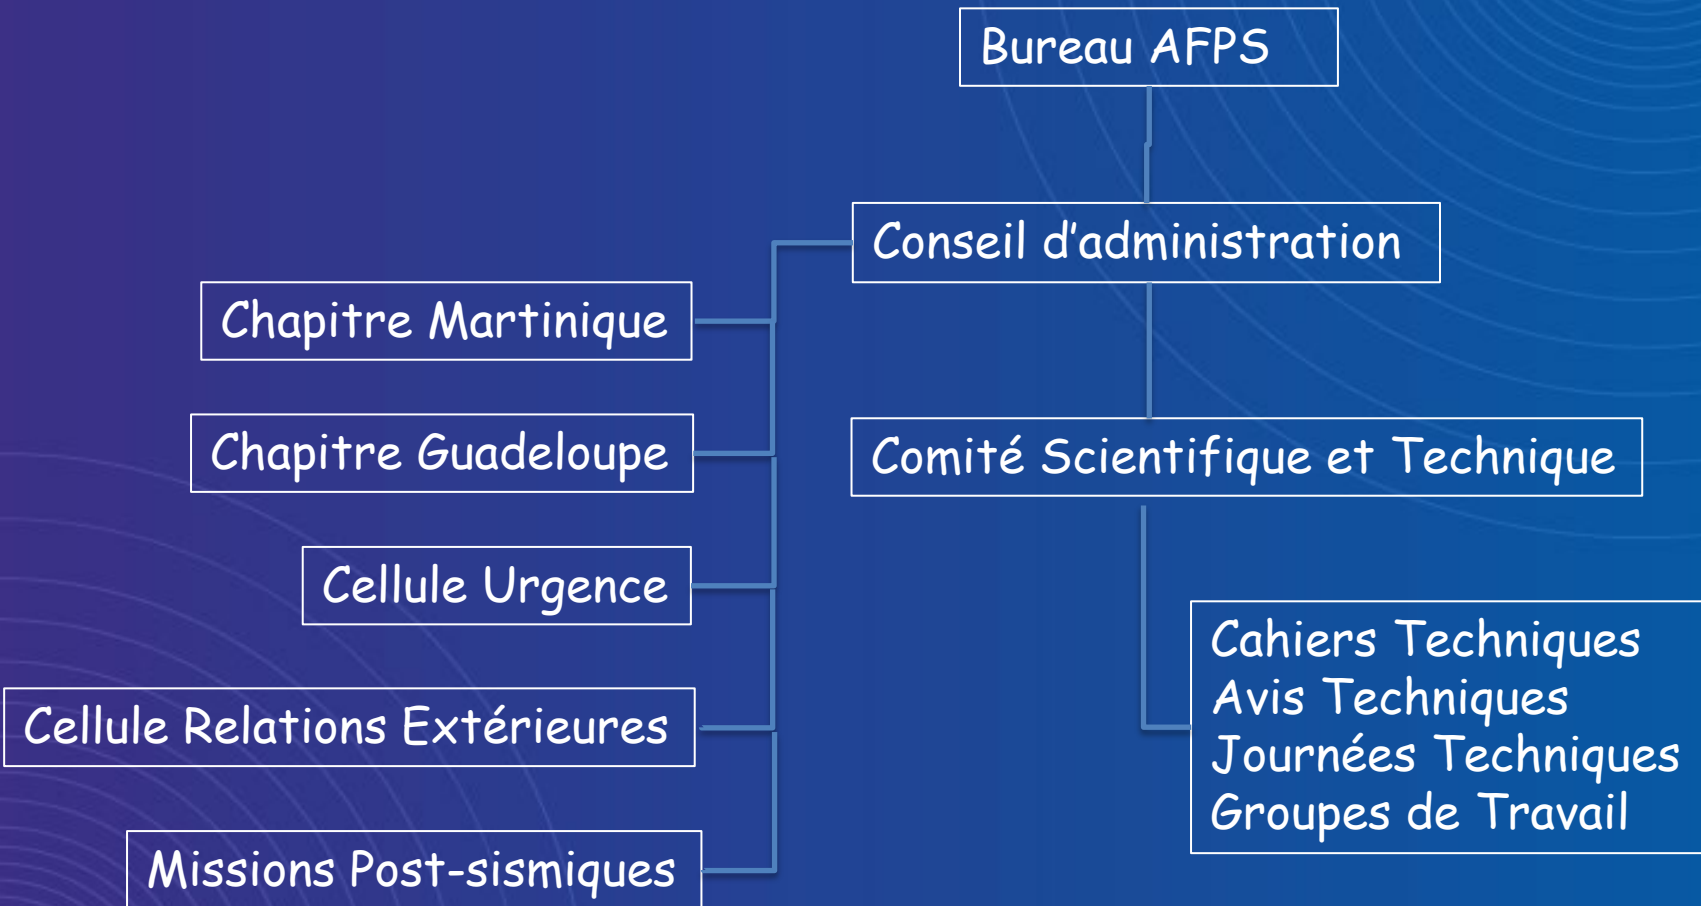 Bureau AFPS
Conseil d’administration
Chapitre Martinique
Chapitre Guadeloupe
Comité Scientifique et Technique
Cellule Urgence
Cahiers Techniques
Avis Techniques
Journées Techniques
Groupes de Travail
Cellule Relations Extérieures
Missions Post-sismiques